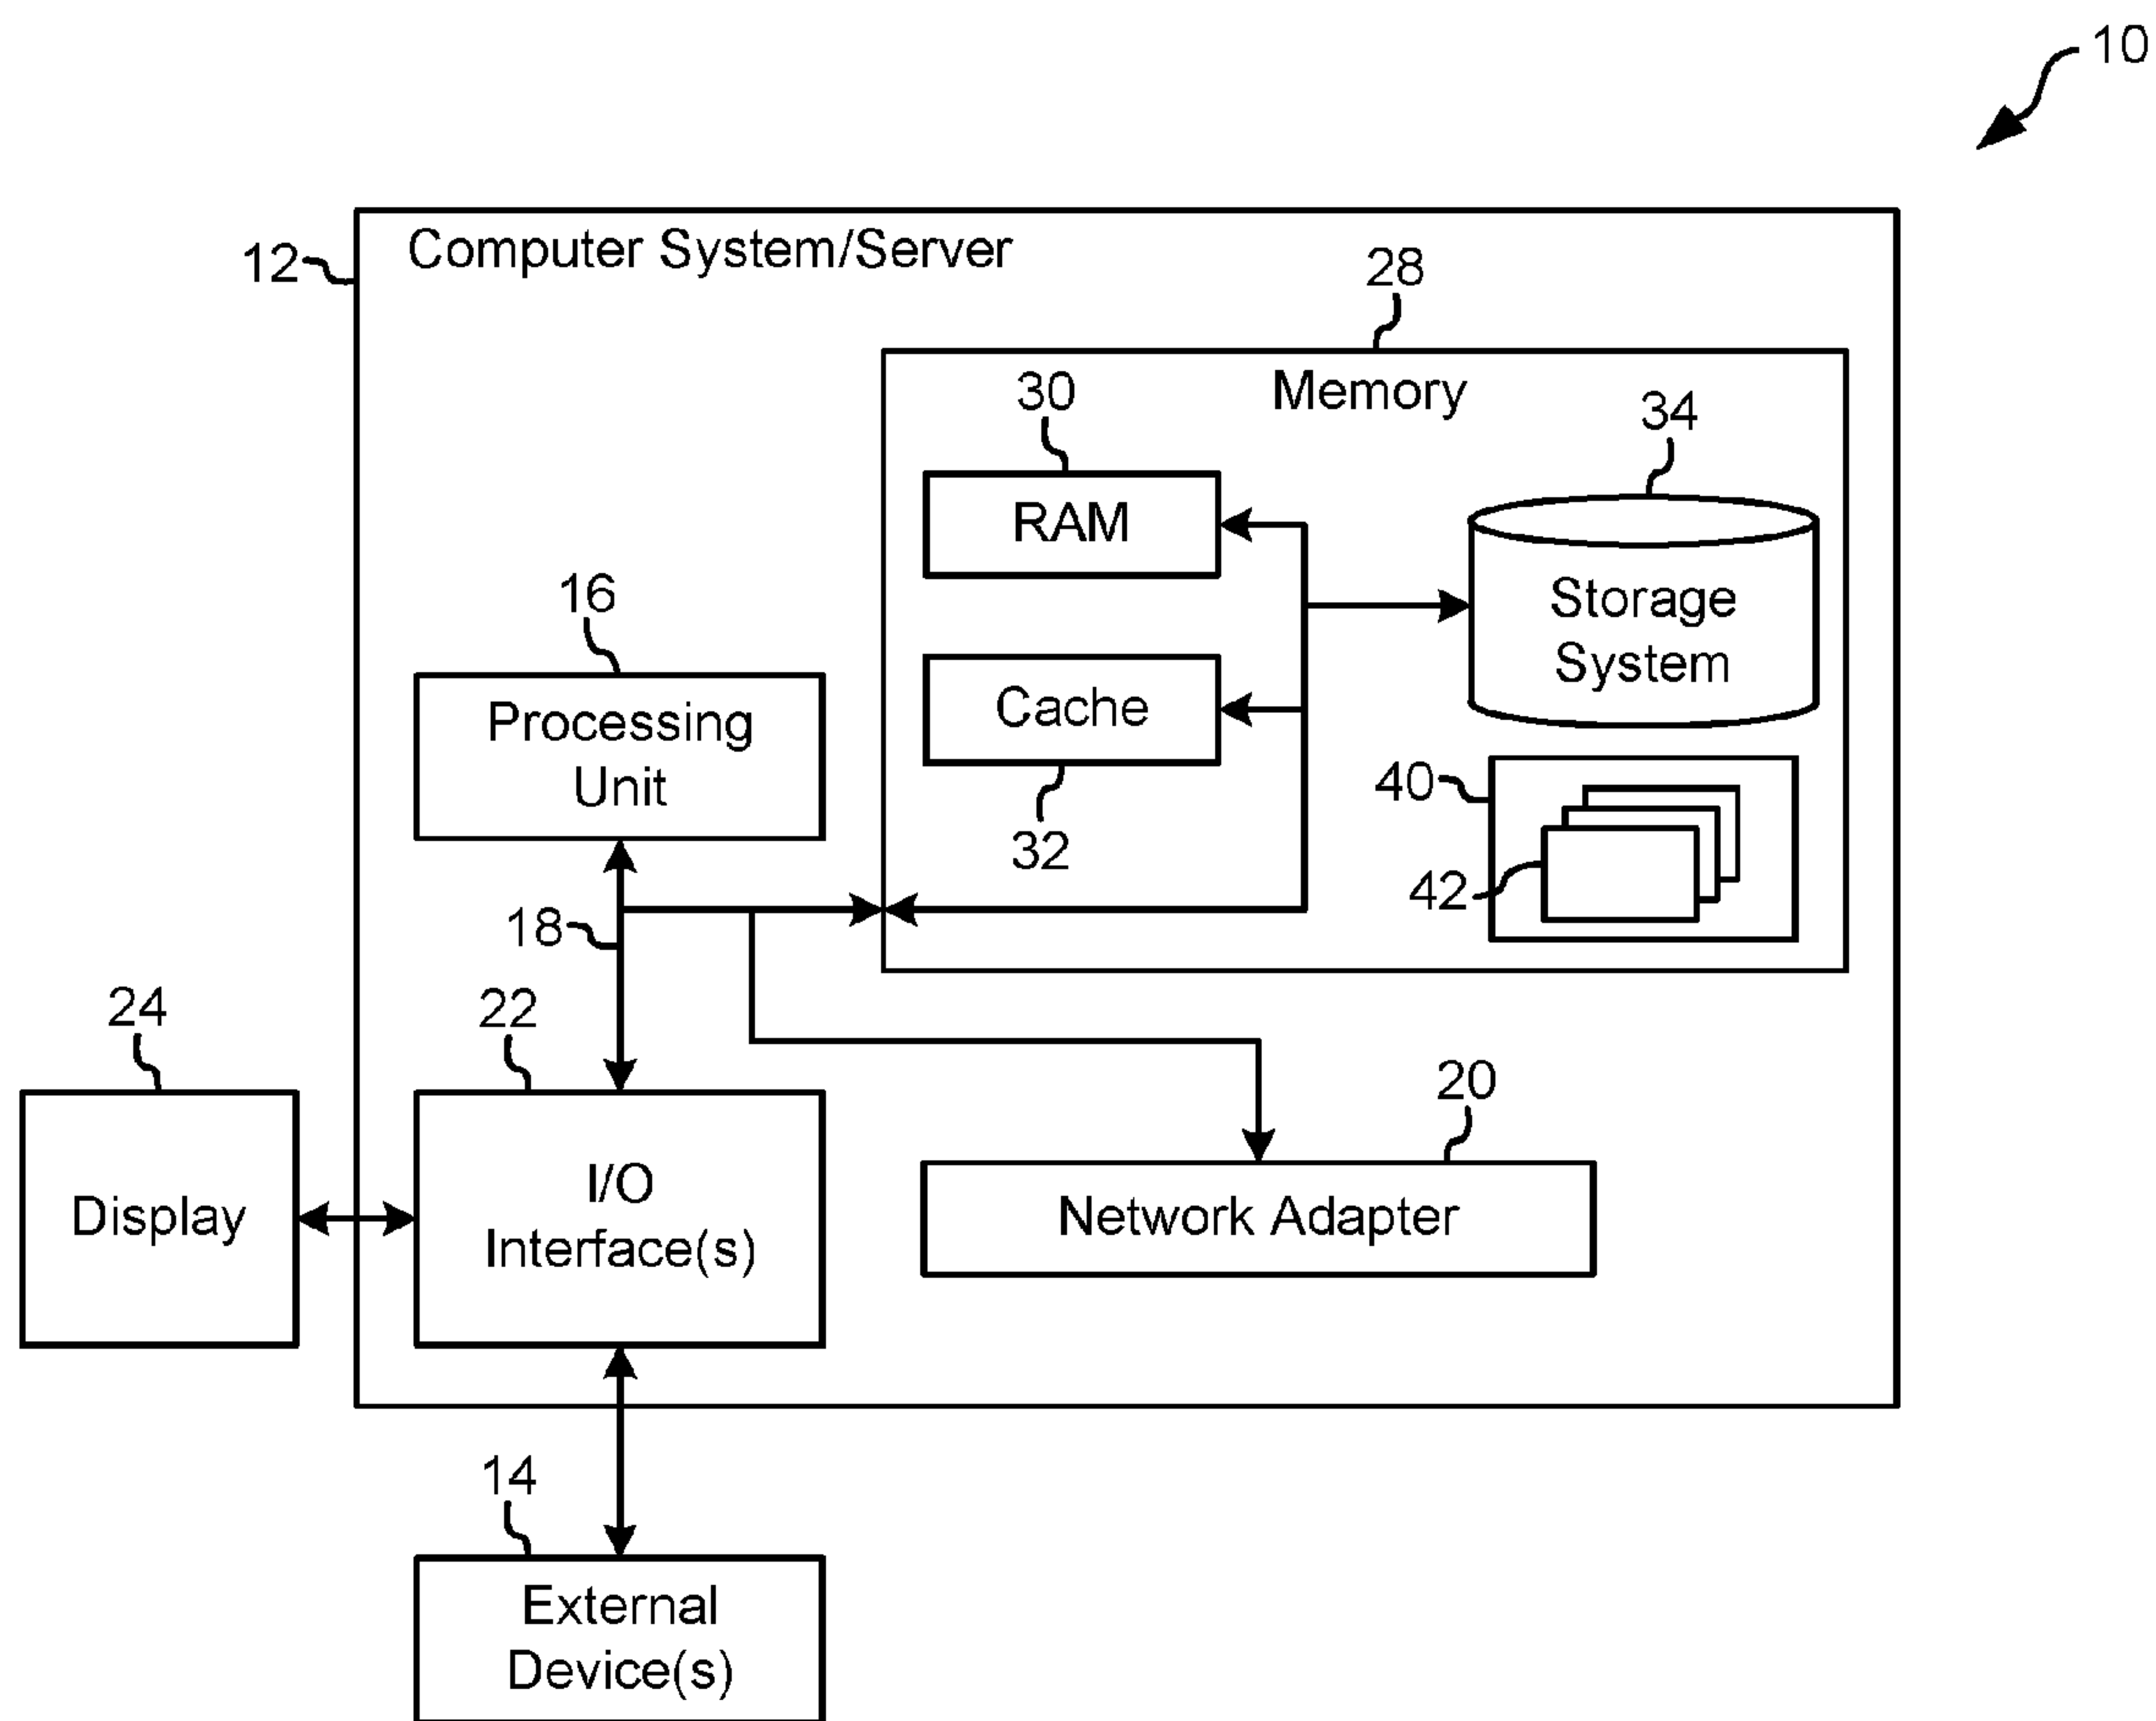 10
12
Computer System/Server
28
Memory
30
RAM
34
Storage
System
16
Processing
Unit
Cache
32
40
42
18
24
Display
22
I/O
Interface(s)
20
Network Adapter
14
External
Device(s)